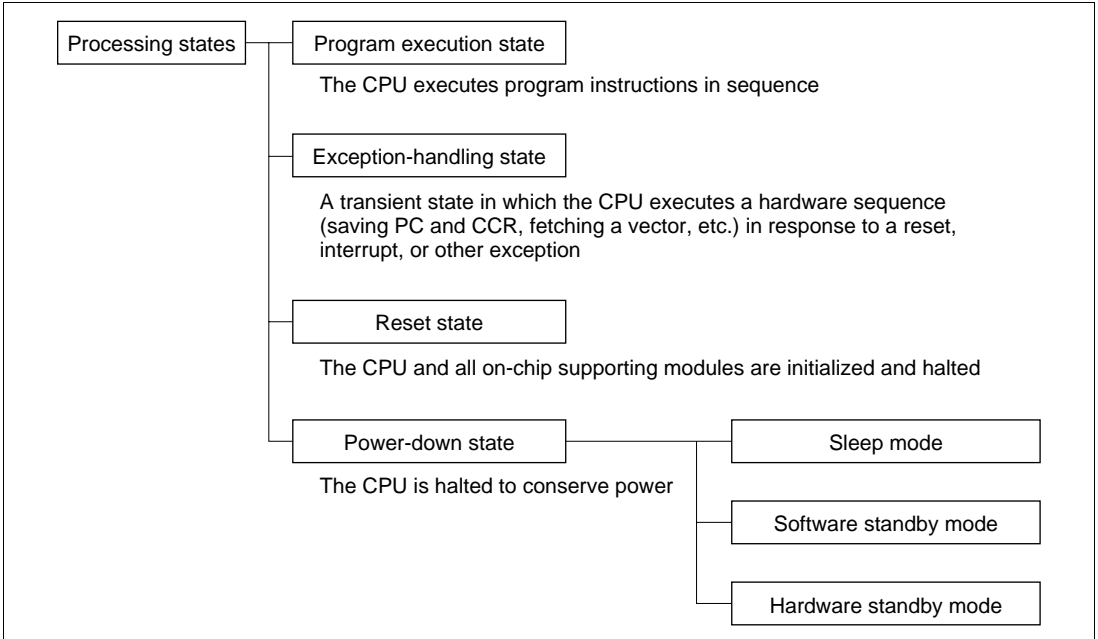 Processing states
Program execution state
The CPU executes program instructions in sequence
Exception-handling state
A transient state in which the CPU executes a hardware sequence
(saving PC and CCR, fetching a vector, etc.) in response to a reset,
interrupt, or other exception
Reset state
The CPU and all on-chip supporting modules are initialized and halted
Power-down state
Sleep mode
The CPU is halted to conserve power
Software standby mode
Hardware standby mode